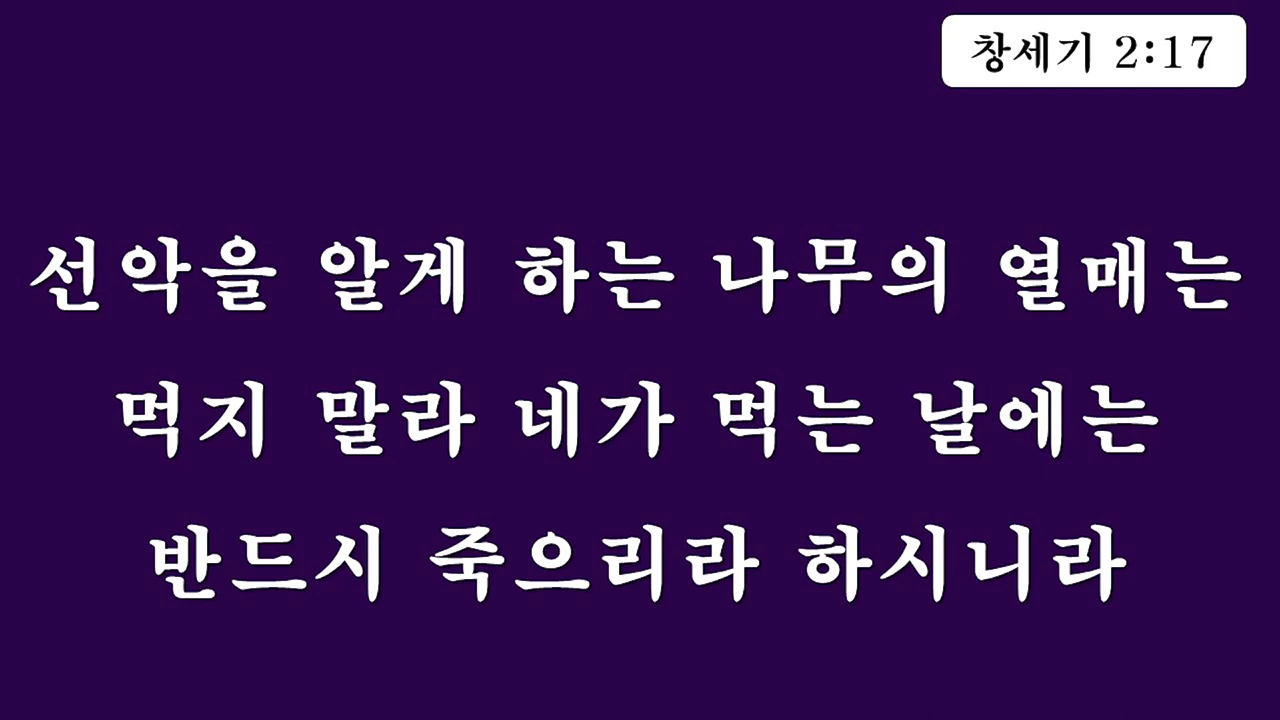 창세기 2:17
선악을 알게 하는 나무의 열매는
먹지 말라 네가 먹는 날에는
반드시 죽으리라 하시니라